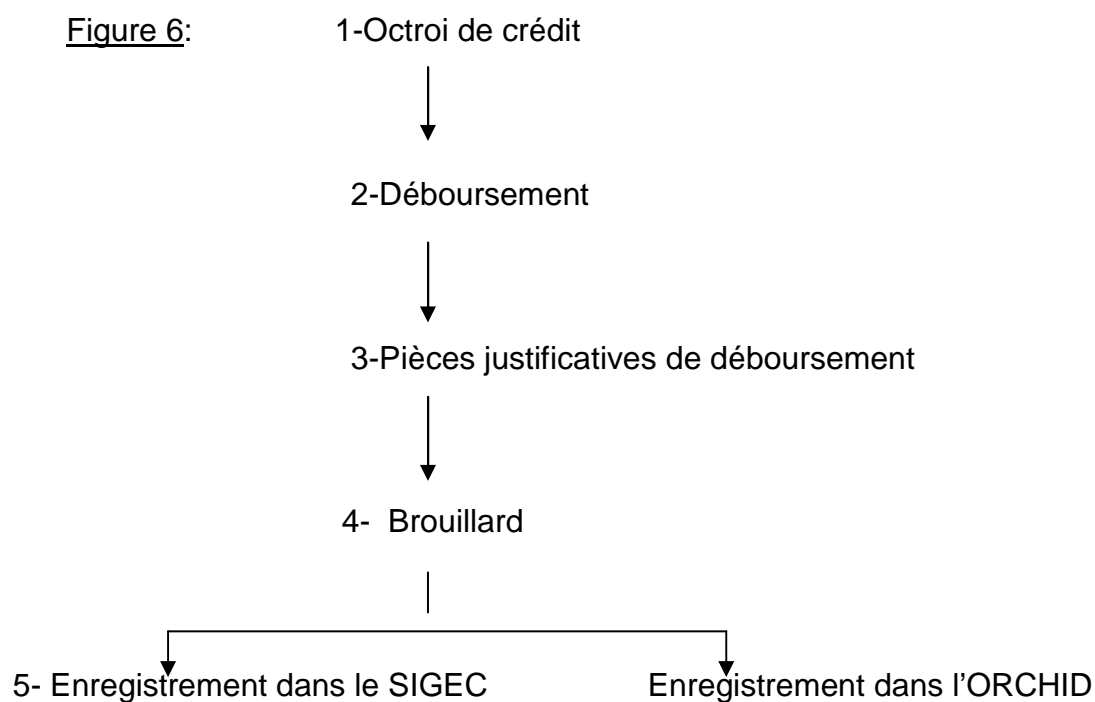 Figure 6: 1-Octroi de crédit
2-Déboursement
3-Pièces justificatives de déboursement
4- Brouillard
5- Enregistrement dans le SIGEC Enregistrement dans l'ORCHID